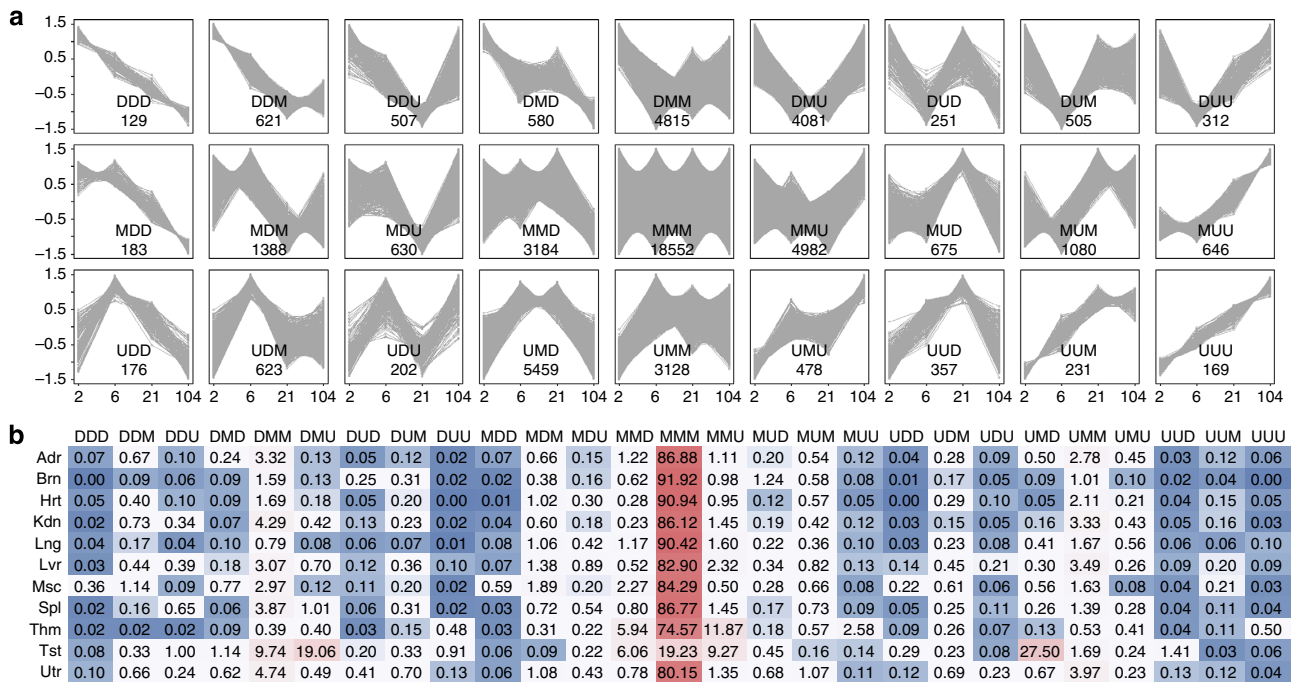 a
1.5
0.5
−0.5
−1.5
DDD
129
DDM
621
DDU
507
DMD
580
DMM
4815
DMU
4081
DUD
251
DUM
505
DUU
312
1.5
0.5
−0.5
−1.5
MDD
183
MDM
1388
MDU
630
MMD
3184
MMM
18552
MMU
4982
MUD
675
MUM
1080
MUU
646
1.5
0.5
−0.5
−1.5
UDD
176
UDM
623
UDU
202
UMD
5459
UMM
3128
UMU
478
UUD
357
UUM
231
UUU
169
2 6 21 104 2 6 21 104 2 6 21 104 2 6 21 104 2 6 21 104 2 6 21 104 2 6 21 104 2 6 21 104 2 6 21 104
b
DDD DDM DDU DMD DMM DMU DUD DUM DUU MDD MDM MDU MMD MMM MMU MUD MUM MUU UDD UDM UDU UMD UMM UMU UUD UUM UUU
Adr 0.07 0.67 0.10 0.24 3.32 0.13 0.05 0.12 0.02 0.07 0.66 0.15 1.22 86.88 1.11 0.20 0.54 0.12 0.04 0.28 0.09 0.50 2.78 0.45 0.03 0.12 0.06
Brn 0.00 0.09 0.06 0.09 1.59 0.13 0.25 0.31 0.02 0.02 0.38 0.16 0.62 91.92 0.98 1.24 0.58 0.08 0.01 0.17 0.05 0.09 1.01 0.10 0.02 0.04 0.00
Hrt 0.05 0.40 0.10 0.09 1.69 0.18 0.05 0.20 0.00 0.01 1.02 0.30 0.28 90.94 0.95 0.12 0.57 0.05 0.00 0.29 0.10 0.05 2.11 0.21 0.04 0.15 0.05
Kdn 0.02 0.73 0.34 0.07 4.29 0.42 0.13 0.23 0.02 0.04 0.60 0.18 0.23 86.12 1.45 0.19 0.42 0.12 0.03 0.15 0.05 0.16 3.33 0.43 0.05 0.16 0.03
Lng 0.04 0.17 0.04 0.10 0.79 0.08 0.06 0.07 0.01 0.08 1.06 0.42 1.17 90.42 1.60 0.22 0.36 0.10 0.03 0.23 0.08 0.41 1.67 0.56 0.06 0.06 0.10
Lvr 0.03 0.44 0.39 0.18 3.07 0.70 0.12 0.36 0.10 0.07 1.38 0.89 0.52 82.90 2.32 0.34 0.82 0.13 0.14 0.45 0.21 0.30 3.49 0.26 0.09 0.20 0.09
Msc 0.36 1.14 0.09 0.77 2.97 0.12 0.11 0.20 0.02 0.59 1.89 0.20 2.27 84.29 0.50 0.28 0.66 0.08 0.22 0.61 0.06 0.56 1.63 0.08 0.04 0.21 0.03
Spl 0.02 0.16 0.65 0.06 3.87 1.01 0.06 0.31 0.02 0.03 0.72 0.54 0.80 86.77 1.45 0.17 0.73 0.09 0.05 0.25 0.11 0.26 1.39 0.28 0.04 0.11 0.04
Thm 0.02 0.02 0.02 0.09 0.39 0.40 0.03 0.15 0.48 0.03 0.31 0.22 5.94 74.57 11.87 0.18 0.57 2.58 0.09 0.26 0.07 0.13 0.53 0.41 0.04 0.11 0.50
Tst 0.08 0.33 1.00 1.14 9.74 19.06 0.20 0.33 0.91 0.06 0.09 0.22 6.06 19.23 9.27 0.45 0.16 0.14 0.29 0.23 0.08 27.50 1.69 0.24 1.41 0.03 0.06
Utr 0.10 0.66 0.24 0.62 4.74 0.49 0.41 0.70 0.13 0.06 1.08 0.43 0.78 80.15 1.35 0.68 1.07 0.11 0.12 0.69 0.23 0.67 3.97 0.23 0.13 0.12 0.04